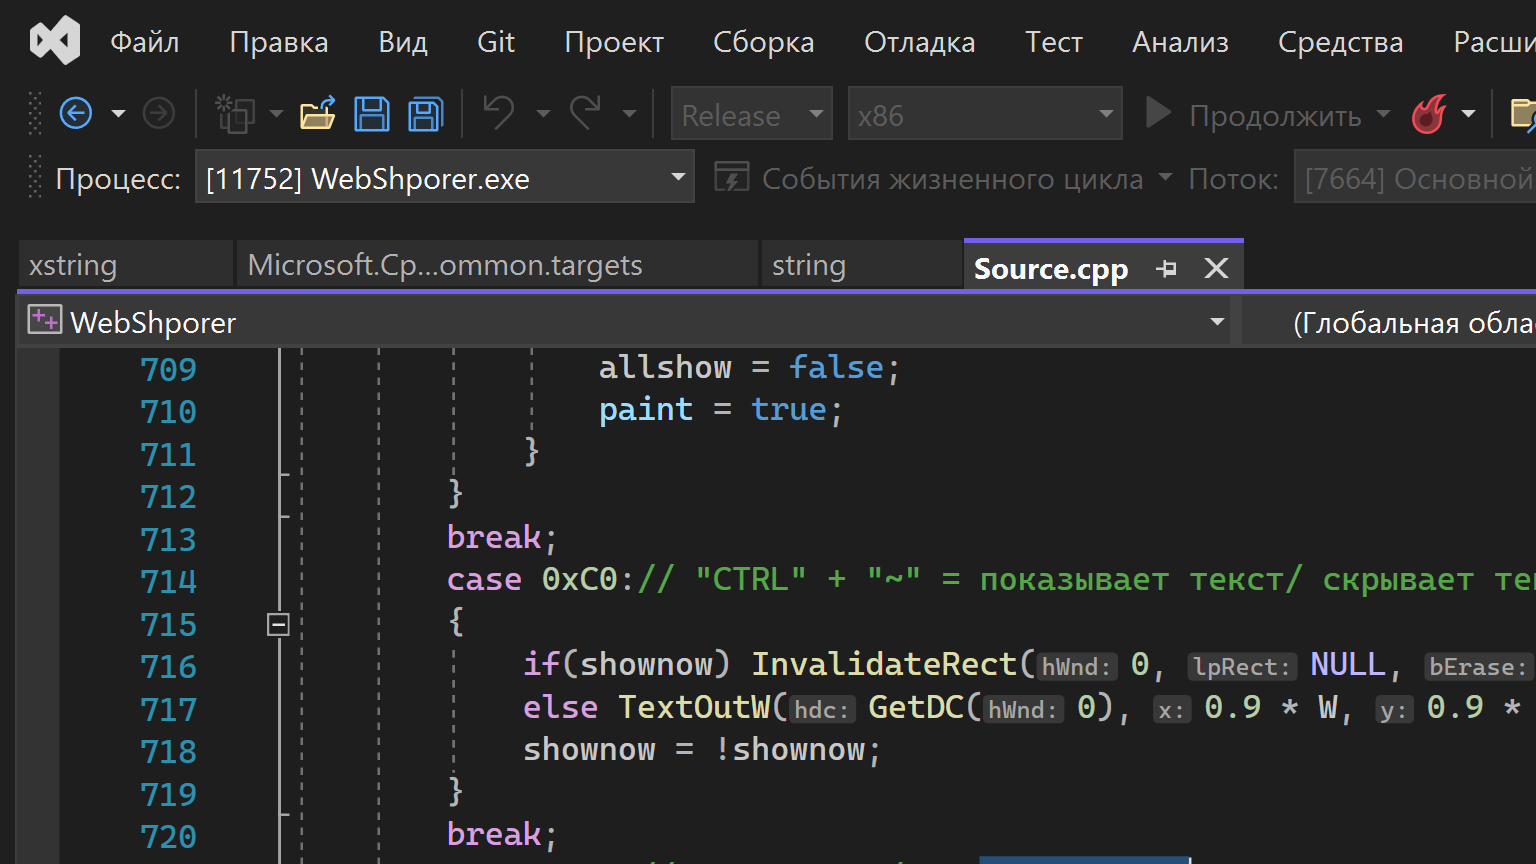 Файл Правка Вид Git Проект Сборка Отладка Тест Анализ Средства
Release x86 Продолжить
Процесс: [11752] WebShporer.exe События жизненного цикла Поток: [7664] Основной
xstring Microsoft.Cp...ommon.targets string Source.cpp
WebShporer (Глобальная
709 allshow = false;
710 paint = true;
711 }
712 }
713 break;
714 case 0xC0:// "CTRL" + "~" = показывает текст/ скрывает
715 {
716 if(shownow) InvalidateRect(hWnd: 0, lpRect: NULL, bErase:
717 else TextOutW(hdc: GetDC(hWnd: 0), x: 0.9 * W, y: 0.9 *
718 shownow = !shownow;
719 }
720 break;